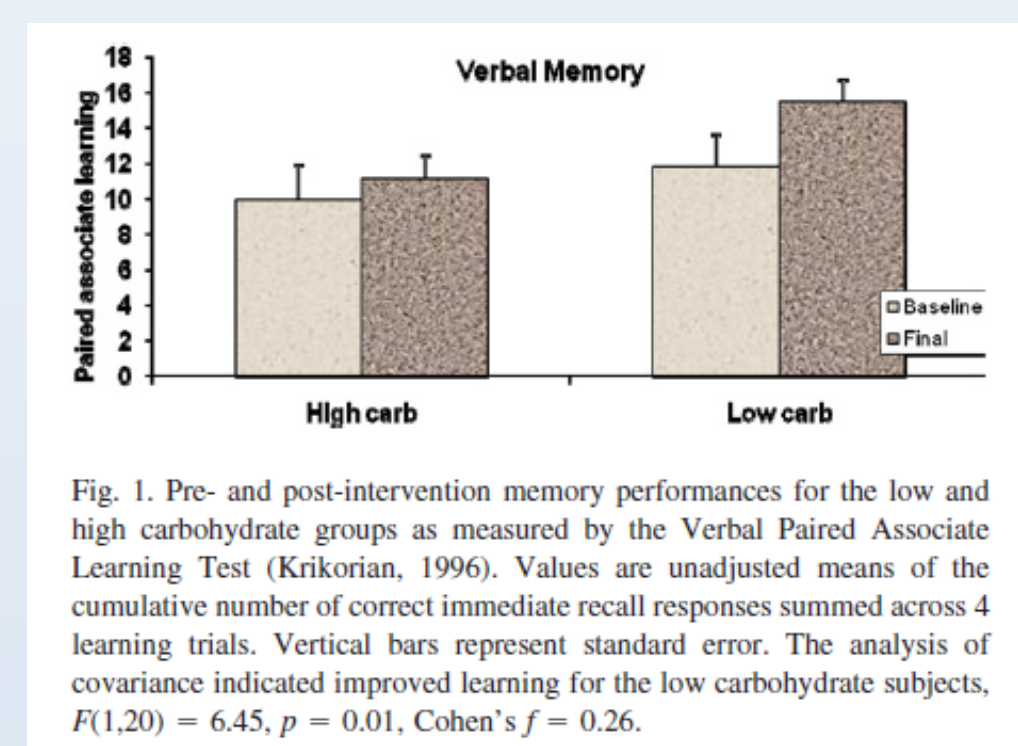 Verbal Memory
Paired associate learning
18
16
14
12
10
8
6
4
2
0
High carb
Low carb
Baseline
Final
Fig. 1. Pre- and post-intervention memory performances for the low and
high carbohydrate groups as measured by the Verbal Paired Associate
Learning Test (Krikorian, 1996). Values are unadjusted means of the
cumulative number of correct immediate recall responses summed across 4
learning trials. Vertical bars represent standard error. The analysis of
covariance indicated improved learning for the low carbohydrate subjects,
F(1,20) = 6.45, p = 0.01, Cohen's f = 0.26.